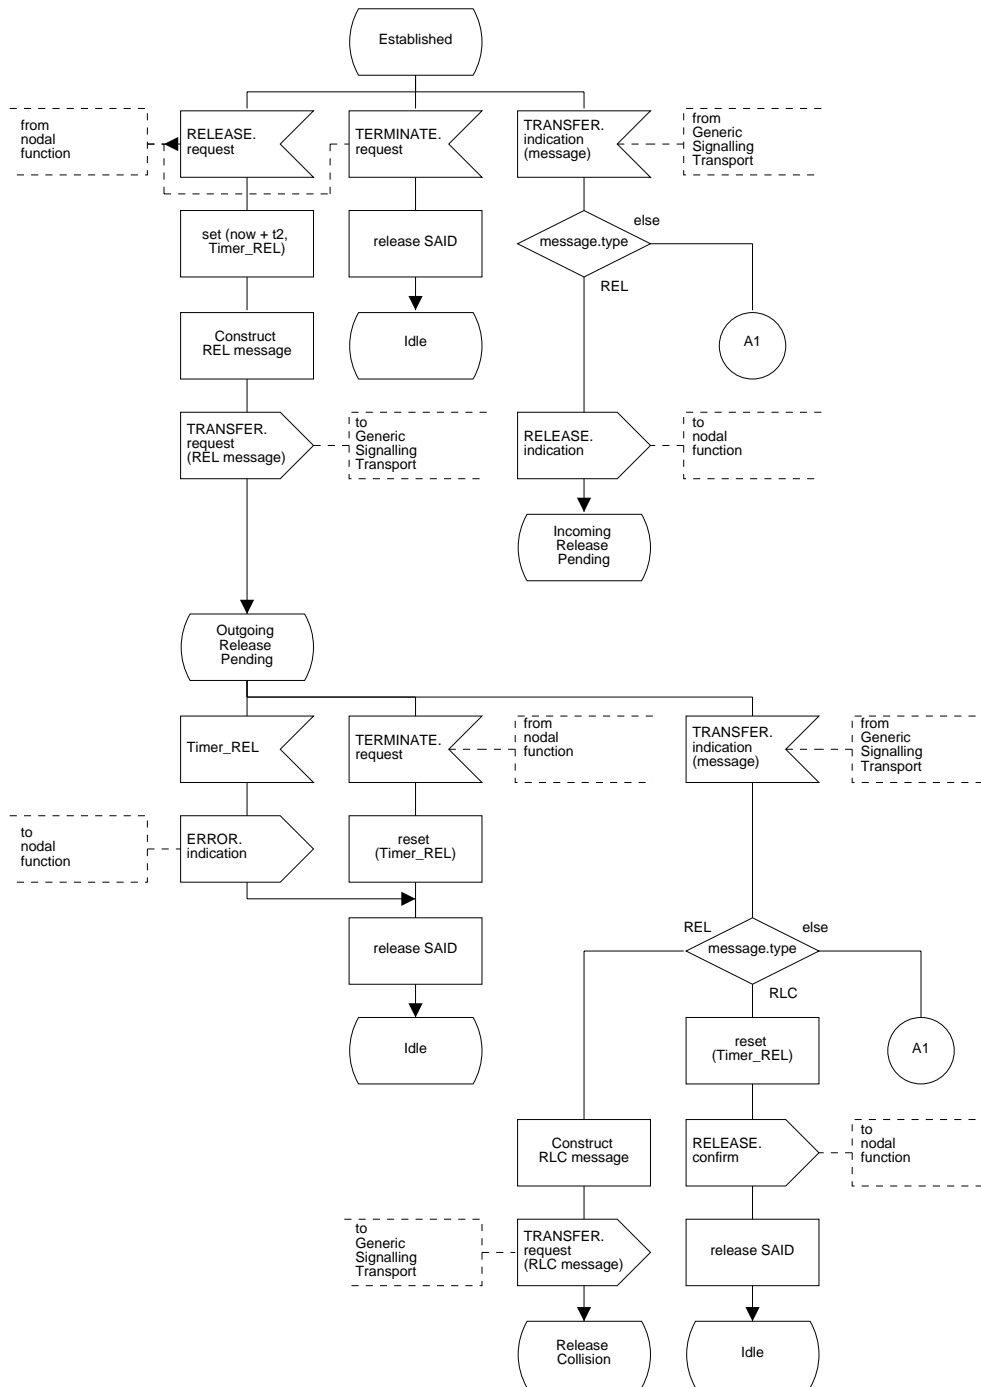 Established
from
nodal
function
RELEASE.
request
TERMINATE.
request
TRANSFER.
indication
(message)
from
Generic
Signalling
Transport
set (now + t2,
Timer_REL)
release SAID
message.type
else
REL
Construct
REL message
Idle
A1
TRANSFER.
request
(REL message)
to
Generic
Signalling
Transport
RELEASE.
indication
to
nodal
function
Incoming
Release
Pending
Outgoing
Release
Pending
Timer_REL
TERMINATE.
request
from
nodal
function
TRANSFER.
indication
(message)
from
Generic
Signalling
Transport
to
nodal
function
ERROR.
indication
reset
(Timer_REL)
release SAID
REL
message.type
else
RLC
Idle
reset
(Timer_REL)
A1
Construct
RLC message
RELEASE.
confirm
to
nodal
function
to
Generic
Signalling
Transport
TRANSFER.
request
(RLC message)
release SAID
Release
Collision
Idle